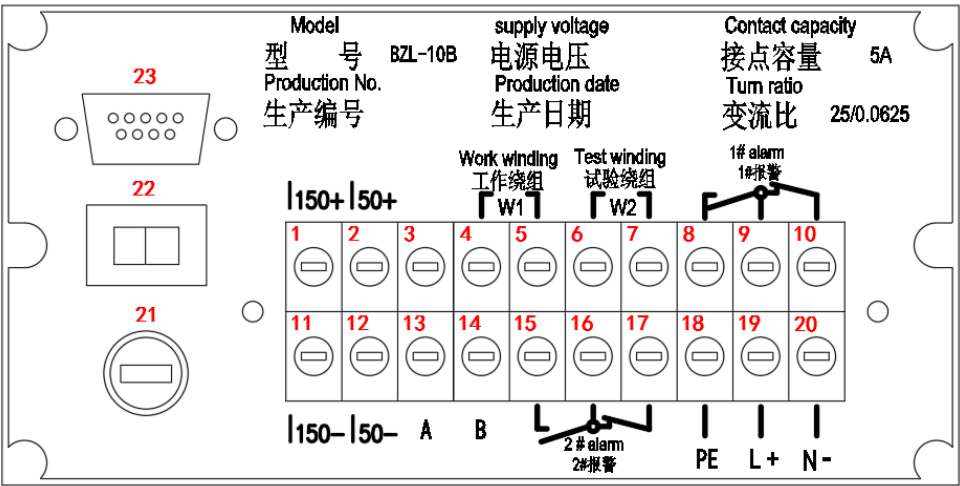 Model supply voltage Contact capacity
型 号 BZL-10B 电源电压 接点容量 5A
Production No. Production date Turn ratio
生产编号 生产日期 变流比 25/0.0625
23
22
21
Work winding Test winding 1# alarm
工作绕组 试验绕组 1#报警
|150+ |50+ W1 W2
1 2 3 4 5 6 7 8 9 10
11 12 13 14 15 16 17 18 19 20
|150- |50- A B
2 # alarm
2#报警
PE L + N -